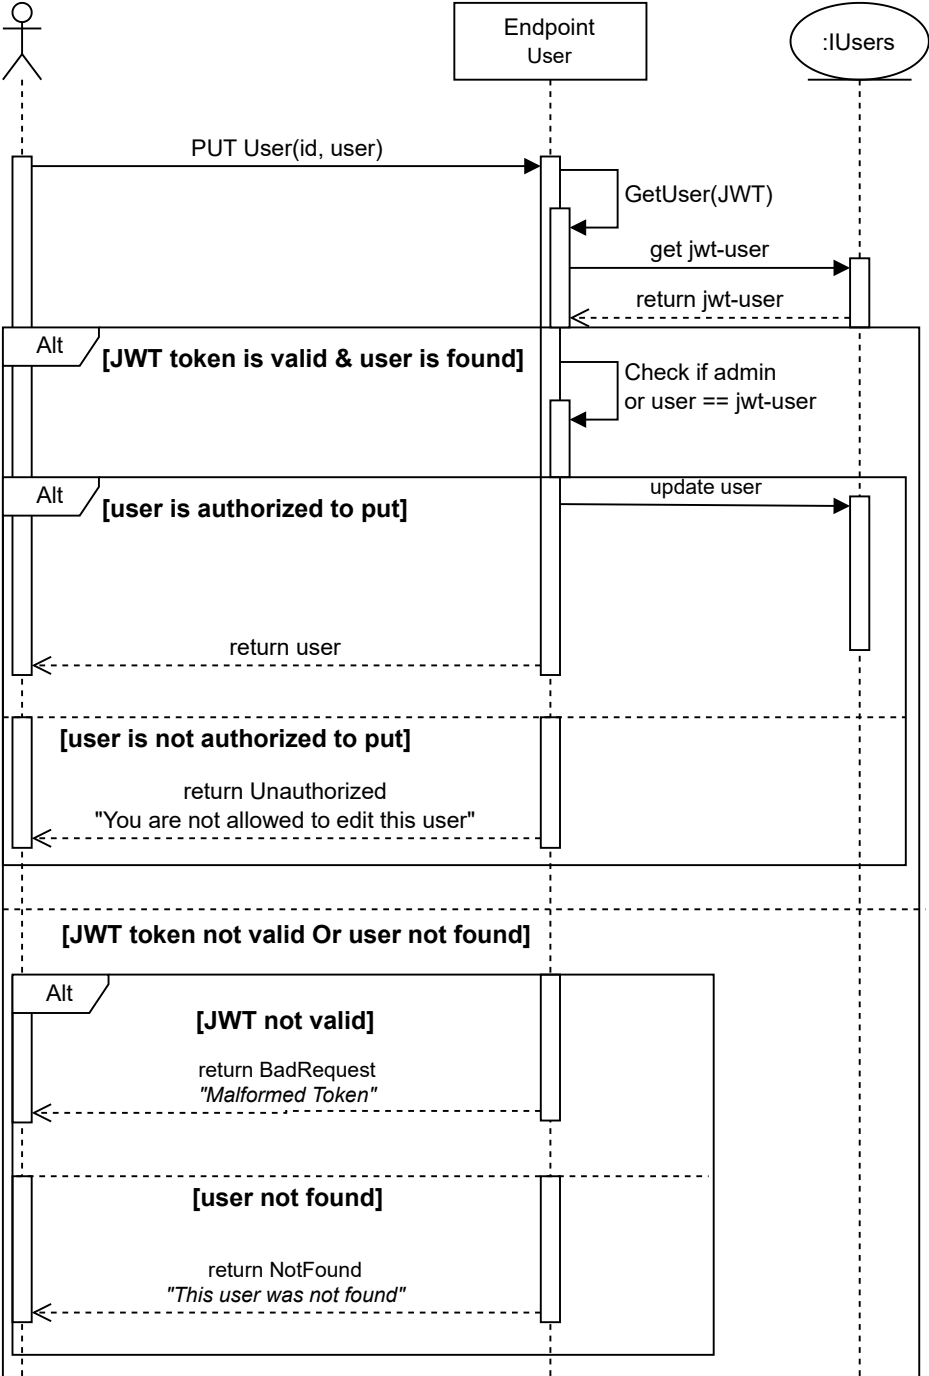 Endpoint
User
:IUsers
PUT User(id, user)
GetUser(JWT)
get jwt-user
return jwt-user
Alt
[JWT token is valid & user is found]
Check if admin
or user == jwt-user
Alt
[user is authorized to put]
update user
return user
[user is not authorized to put]
return Unauthorized
"You are not allowed to edit this user"
[JWT token not valid Or user not found]
Alt
[JWT not valid]
return BadRequest
"Malformed Token"
[user not found]
return NotFound
"This user was not found"